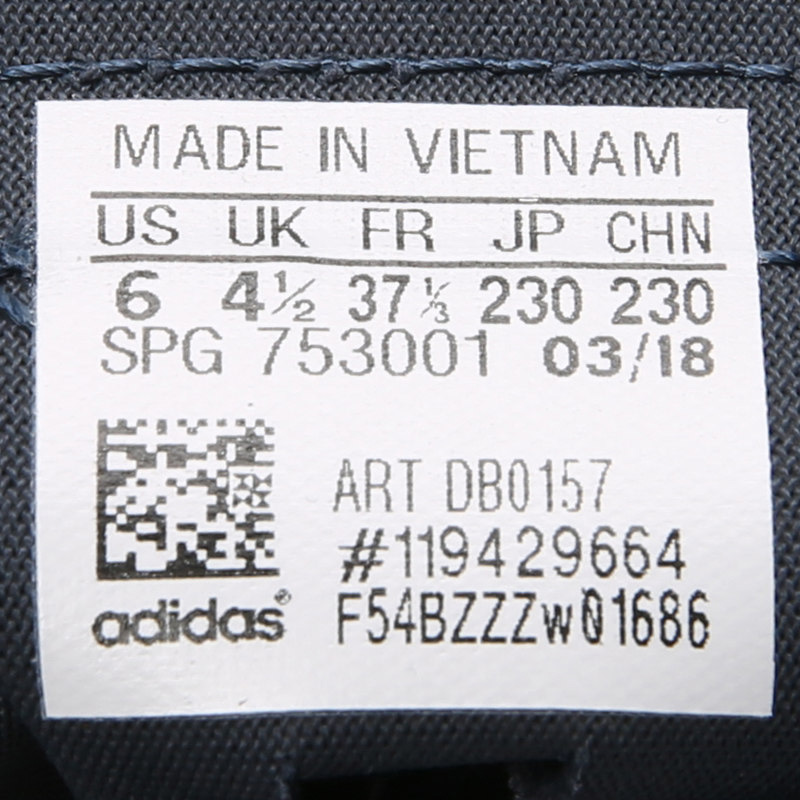 MADE IN VIETNAM
US UK FR JP CHN
6 4½ 37⅓ 230 230
SPG 753001 03/18
ART DB0157
#119429664
adidas® F54BZZZW01686